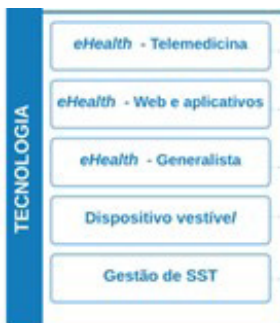 TECNOLOGIA
eHealth - Telemedicina
eHealth - Web e aplicativos
eHealth - Generalista
Dispositivo vestível
Gestão de SST